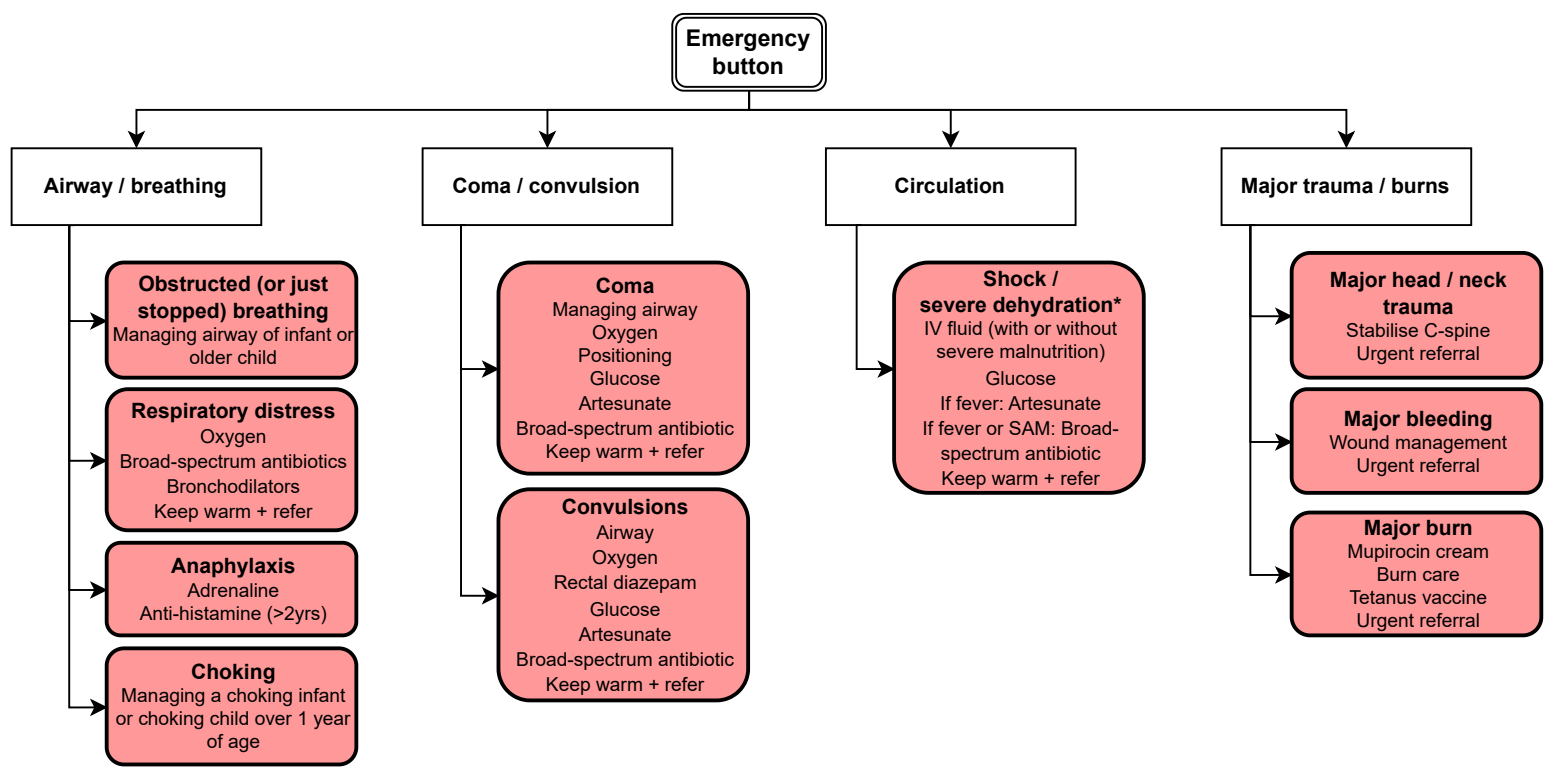 Emergency
button
Airway / breathing
Obstructed (or just
stopped) breathing
Managing airway of infant or
older child
Respiratory distress
Oxygen
Broad-spectrum antibiotics
Bronchodilators
Keep warm + refer
Anaphylaxis
Adrenaline
Anti-histamine (>2yrs)
Choking
Managing a choking infant
or choking child over 1 year
of age
Coma / convulsion
Coma
Managing airway
Oxygen
Positioning
Glucose
Artesunate
Broad-spectrum antibiotic
Keep warm + refer
Convulsions
Airway
Oxygen
Rectal diazepam
Glucose
Artesunate
Broad-spectrum antibiotic
Keep warm + refer
Circulation
Shock /
severe dehydration*
IV fluid (with or without
severe malnutrition)
Glucose
If fever: Artesunate
If fever or SAM: Broad-
spectrum antibiotic
Keep warm + refer
Major trauma / burns
Major head / neck
trauma
Stabilise C-spine
Urgent referral
Major bleeding
Wound management
Urgent referral
Major burn
Mupirocin cream
Burn care
Tetanus vaccine
Urgent referral